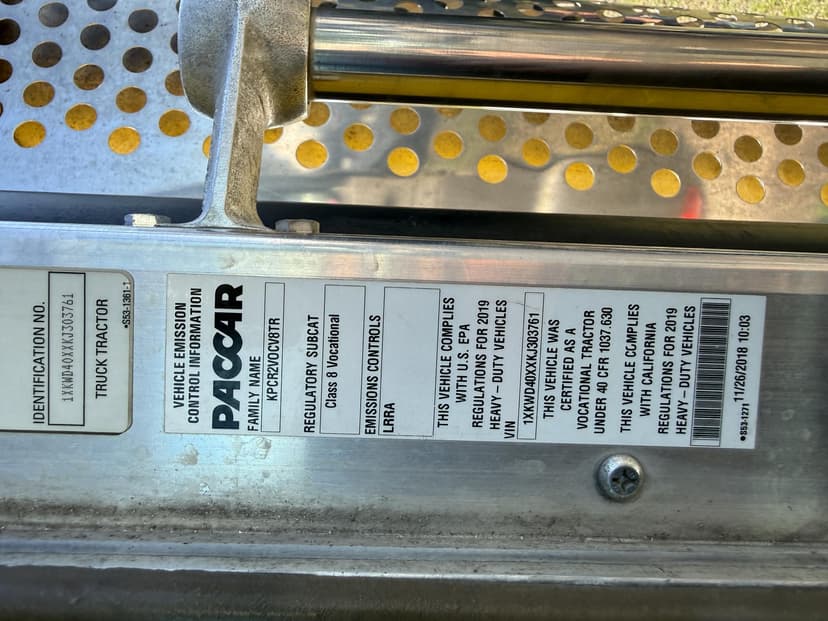 IDENTIFICATION NO.
1XKWD40XXKJ303761
TRUCK TRACTOR
•S53-1361-1
VEHICLE EMISSION
CONTROL INFORMATION
PACCAR
FAMILY NAME
KPCR2VOCV8TR
REGULATORY SUBCAT
Class 8 Vocational
EMISSIONS CONTROLS
LRRA
THIS VEHICLE COMPLIES
WITH U.S. EPA
REGULATIONS FOR 2019
HEAVY-DUTY VEHICLES
VIN
1XKWD40XXKJ303761
THIS VEHICLE WAS
CERTIFIED AS A
VOCATIONAL TRACTOR
UNDER 40 CFR 1037.630
THIS VEHICLE COMPLIES
WITH CALIFORNIA
REGULATIONS FOR 2019
HEAVY-DUTY VEHICLES
11/26/2018 10:03
•S53-1271